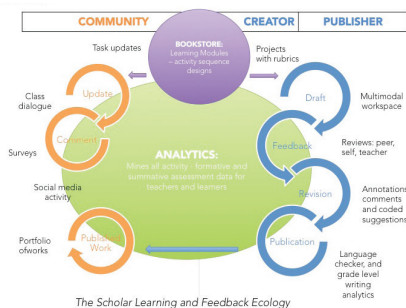 COMMUNITY
CREATOR
PUBLISHER
BOOKSTORE:
Learning Modules
– activity sequence
designs
Task updates
Projects
with rubrics
Update
Draft
Class
dialogue
Multimodal
workspace
Comment
Feedback
Surveys
Reviews: peer,
self, teacher
ANALYTICS:
Mines all activity - formative and
summative assessment data for
teachers and learners
Social media
activity
Revision
Annotations
comments
and coded
suggestions
Portfolio
ofworks
Published
Work
Publication
Language
checker, and
grade level
writing
analytics
The Scholar Learning and Feedback Ecology